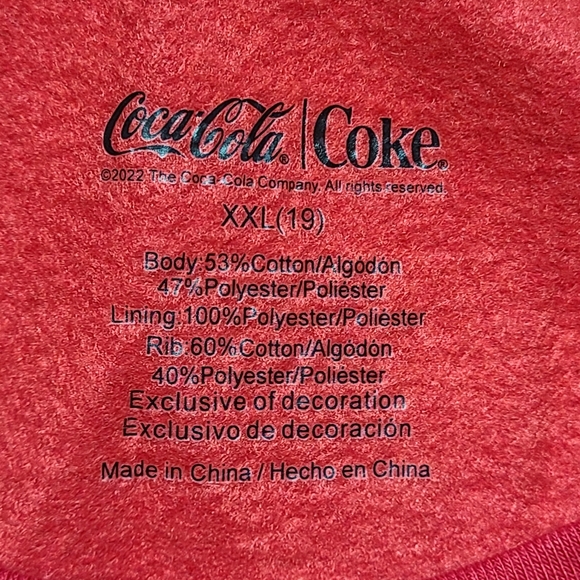 Coca-Cola® | Coke®
©2022 The Coca-Cola Company. All rights reserved.
XXL(19)
Body:53%Cotton/Algodón
47%Polyester/Poliéster
Lining:100%Polyester/Poliéster
Rib:60%Cotton/Algodón
40%Polyester/Poliéster
Exclusive of decoration
Exclusivo de decoración
Made in China / Hecho en China